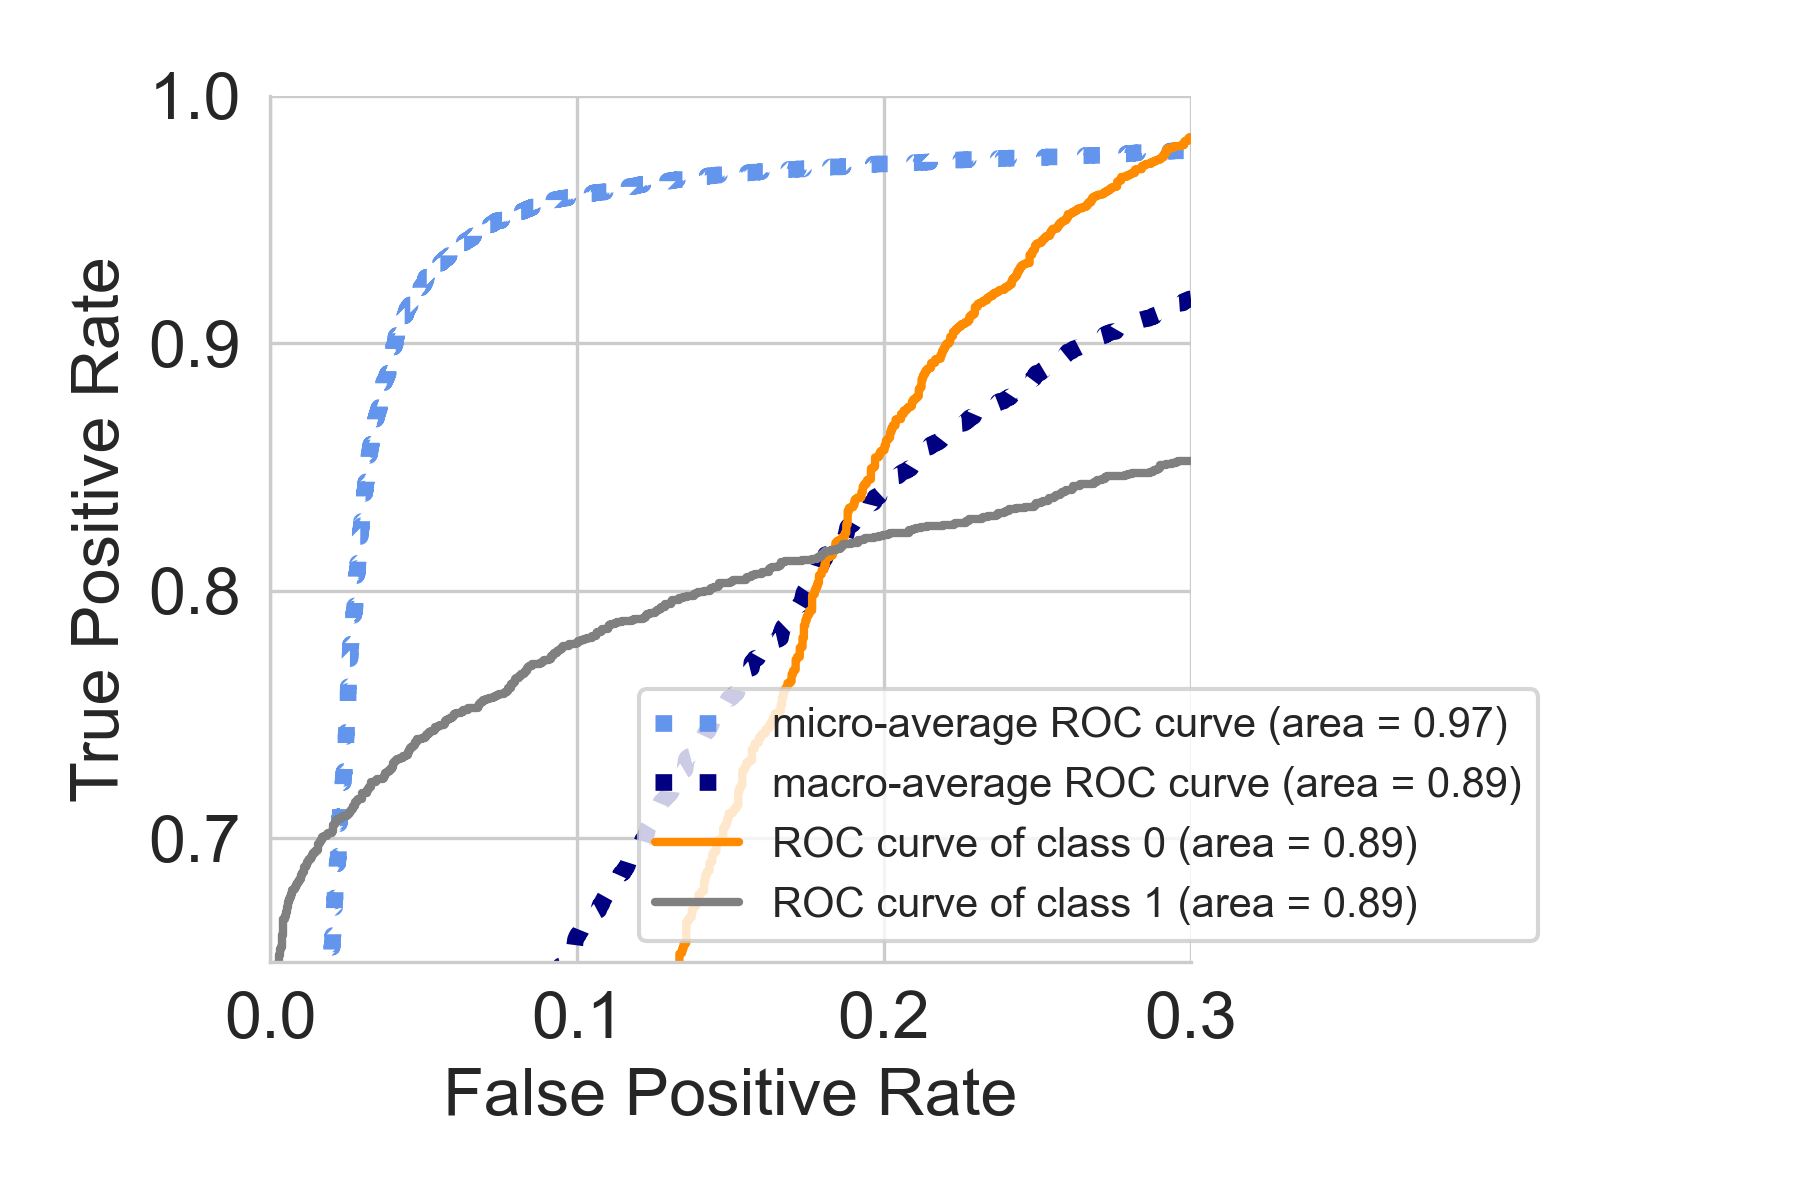 1.0
0.9
0.8
0.7
True Positive Rate
micro-average ROC curve (area = 0.97)
macro-average ROC curve (area = 0.89)
ROC curve of class 0 (area = 0.89)
ROC curve of class 1 (area = 0.89)
0.0 0.1 0.2 0.3
False Positive Rate